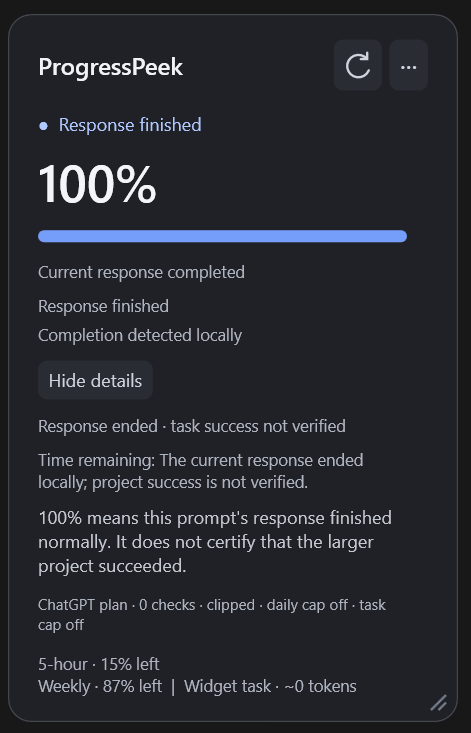 ProgressPeek
...
● Response finished
100%
Current response completed
Response finished
Completion detected locally
Hide details
Response ended · task success not verified
Time remaining: The current response ended
locally; project success is not verified.
100% means this prompt's response finished
normally. It does not certify that the larger
project succeeded.
ChatGPT plan · 0 checks · clipped · daily cap off · task
cap off
5-hour · 15% left
Weekly · 87% left | Widget task · ~0 tokens